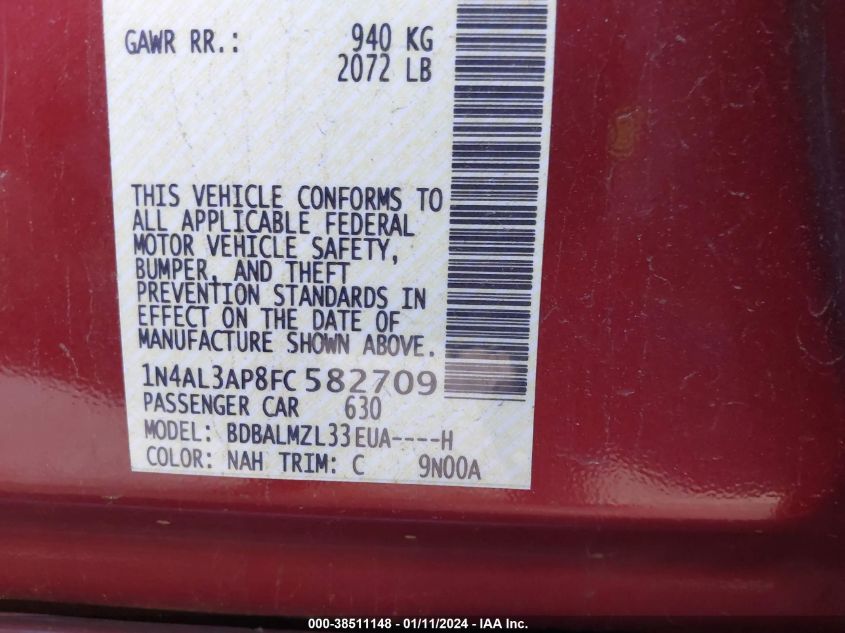 GAWR RR.: 940 KG
2072 LB
THIS VEHICLE CONFORMS TO
ALL APPLICABLE FEDERAL
MOTOR VEHICLE SAFETY,
BUMPER, AND THEFT
PREVENTION STANDARDS IN
EFFECT ON THE DATE OF
MANUFACTURE SHOWN ABOVE.
1N4AL3AP8FC 582709
PASSENGER CAR 630
MODEL: BDBALMZL33EUA----H
COLOR: NAH TRIM: C 9N00A
000-38511148 - 01/11/2024 - IAA Inc.